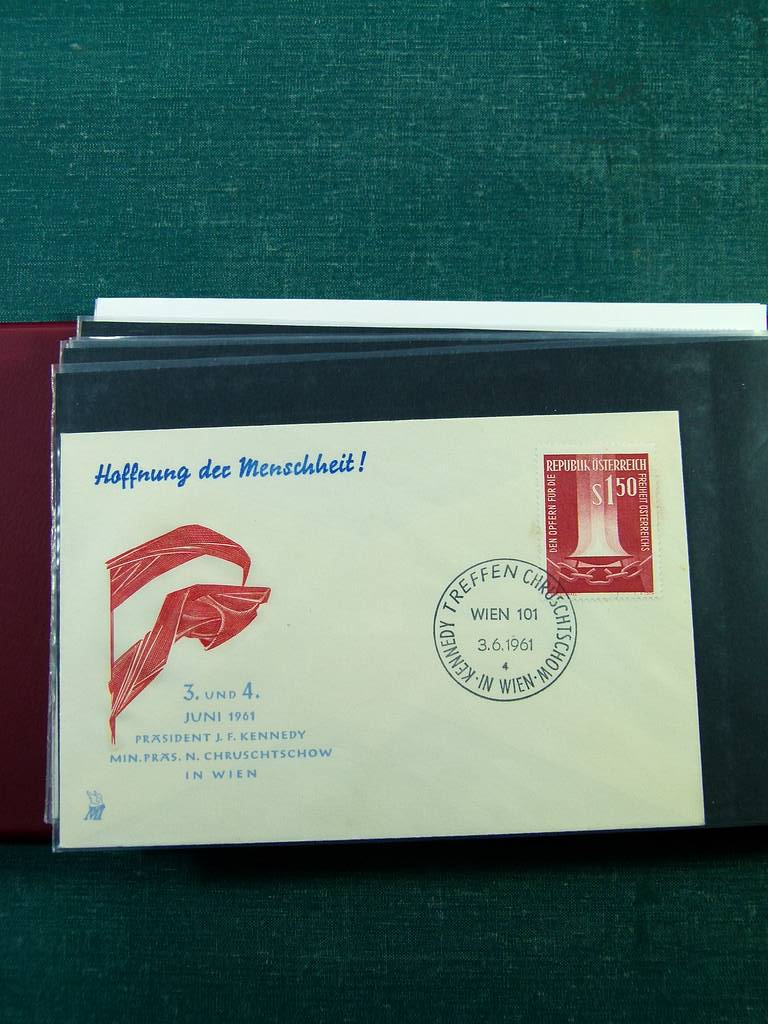 Hoffnung der Menschheit!
REPUBLIK ÖSTERREICH
S 1 50
DEN OPFERN FÜR DIE
FREIHEIT ÖSTERREICHS
KENNEDY TREFFEN CHRUSCHTSCHOW
WIEN 101
3.6.1961
4
·IN WIEN·
3. UND 4.
JUNI 1961
PRÄSIDENT J. F. KENNEDY
MIN. PRÄS. N. CHRUSCHTSCHOW
IN WIEN